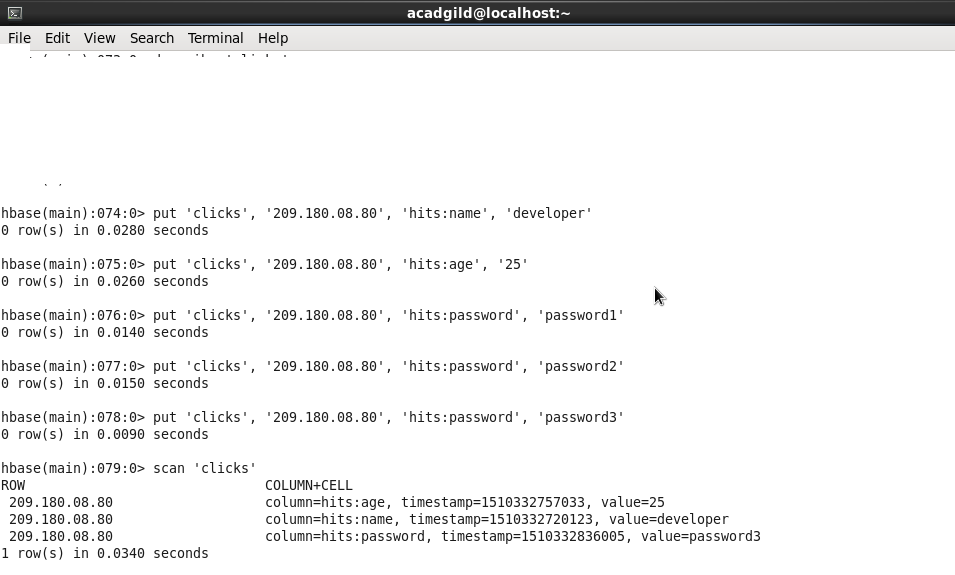 acadgild@localhost:~
File Edit View Search Terminal Help
hbase(main):074:0> put 'clicks', '209.180.08.80', 'hits:name', 'developer'
0 row(s) in 0.0280 seconds
hbase(main):075:0> put 'clicks', '209.180.08.80', 'hits:age', '25'
0 row(s) in 0.0260 seconds
hbase(main):076:0> put 'clicks', '209.180.08.80', 'hits:password', 'password1'
0 row(s) in 0.0140 seconds
hbase(main):077:0> put 'clicks', '209.180.08.80', 'hits:password', 'password2'
0 row(s) in 0.0150 seconds
hbase(main):078:0> put 'clicks', '209.180.08.80', 'hits:password', 'password3'
0 row(s) in 0.0090 seconds
hbase(main):079:0> scan 'clicks'
ROW COLUMN+CELL
209.180.08.80 column=hits:age, timestamp=1510332757033, value=25
209.180.08.80 column=hits:name, timestamp=1510332720123, value=developer
209.180.08.80 column=hits:password, timestamp=1510332836005, value=password3
1 row(s) in 0.0340 seconds